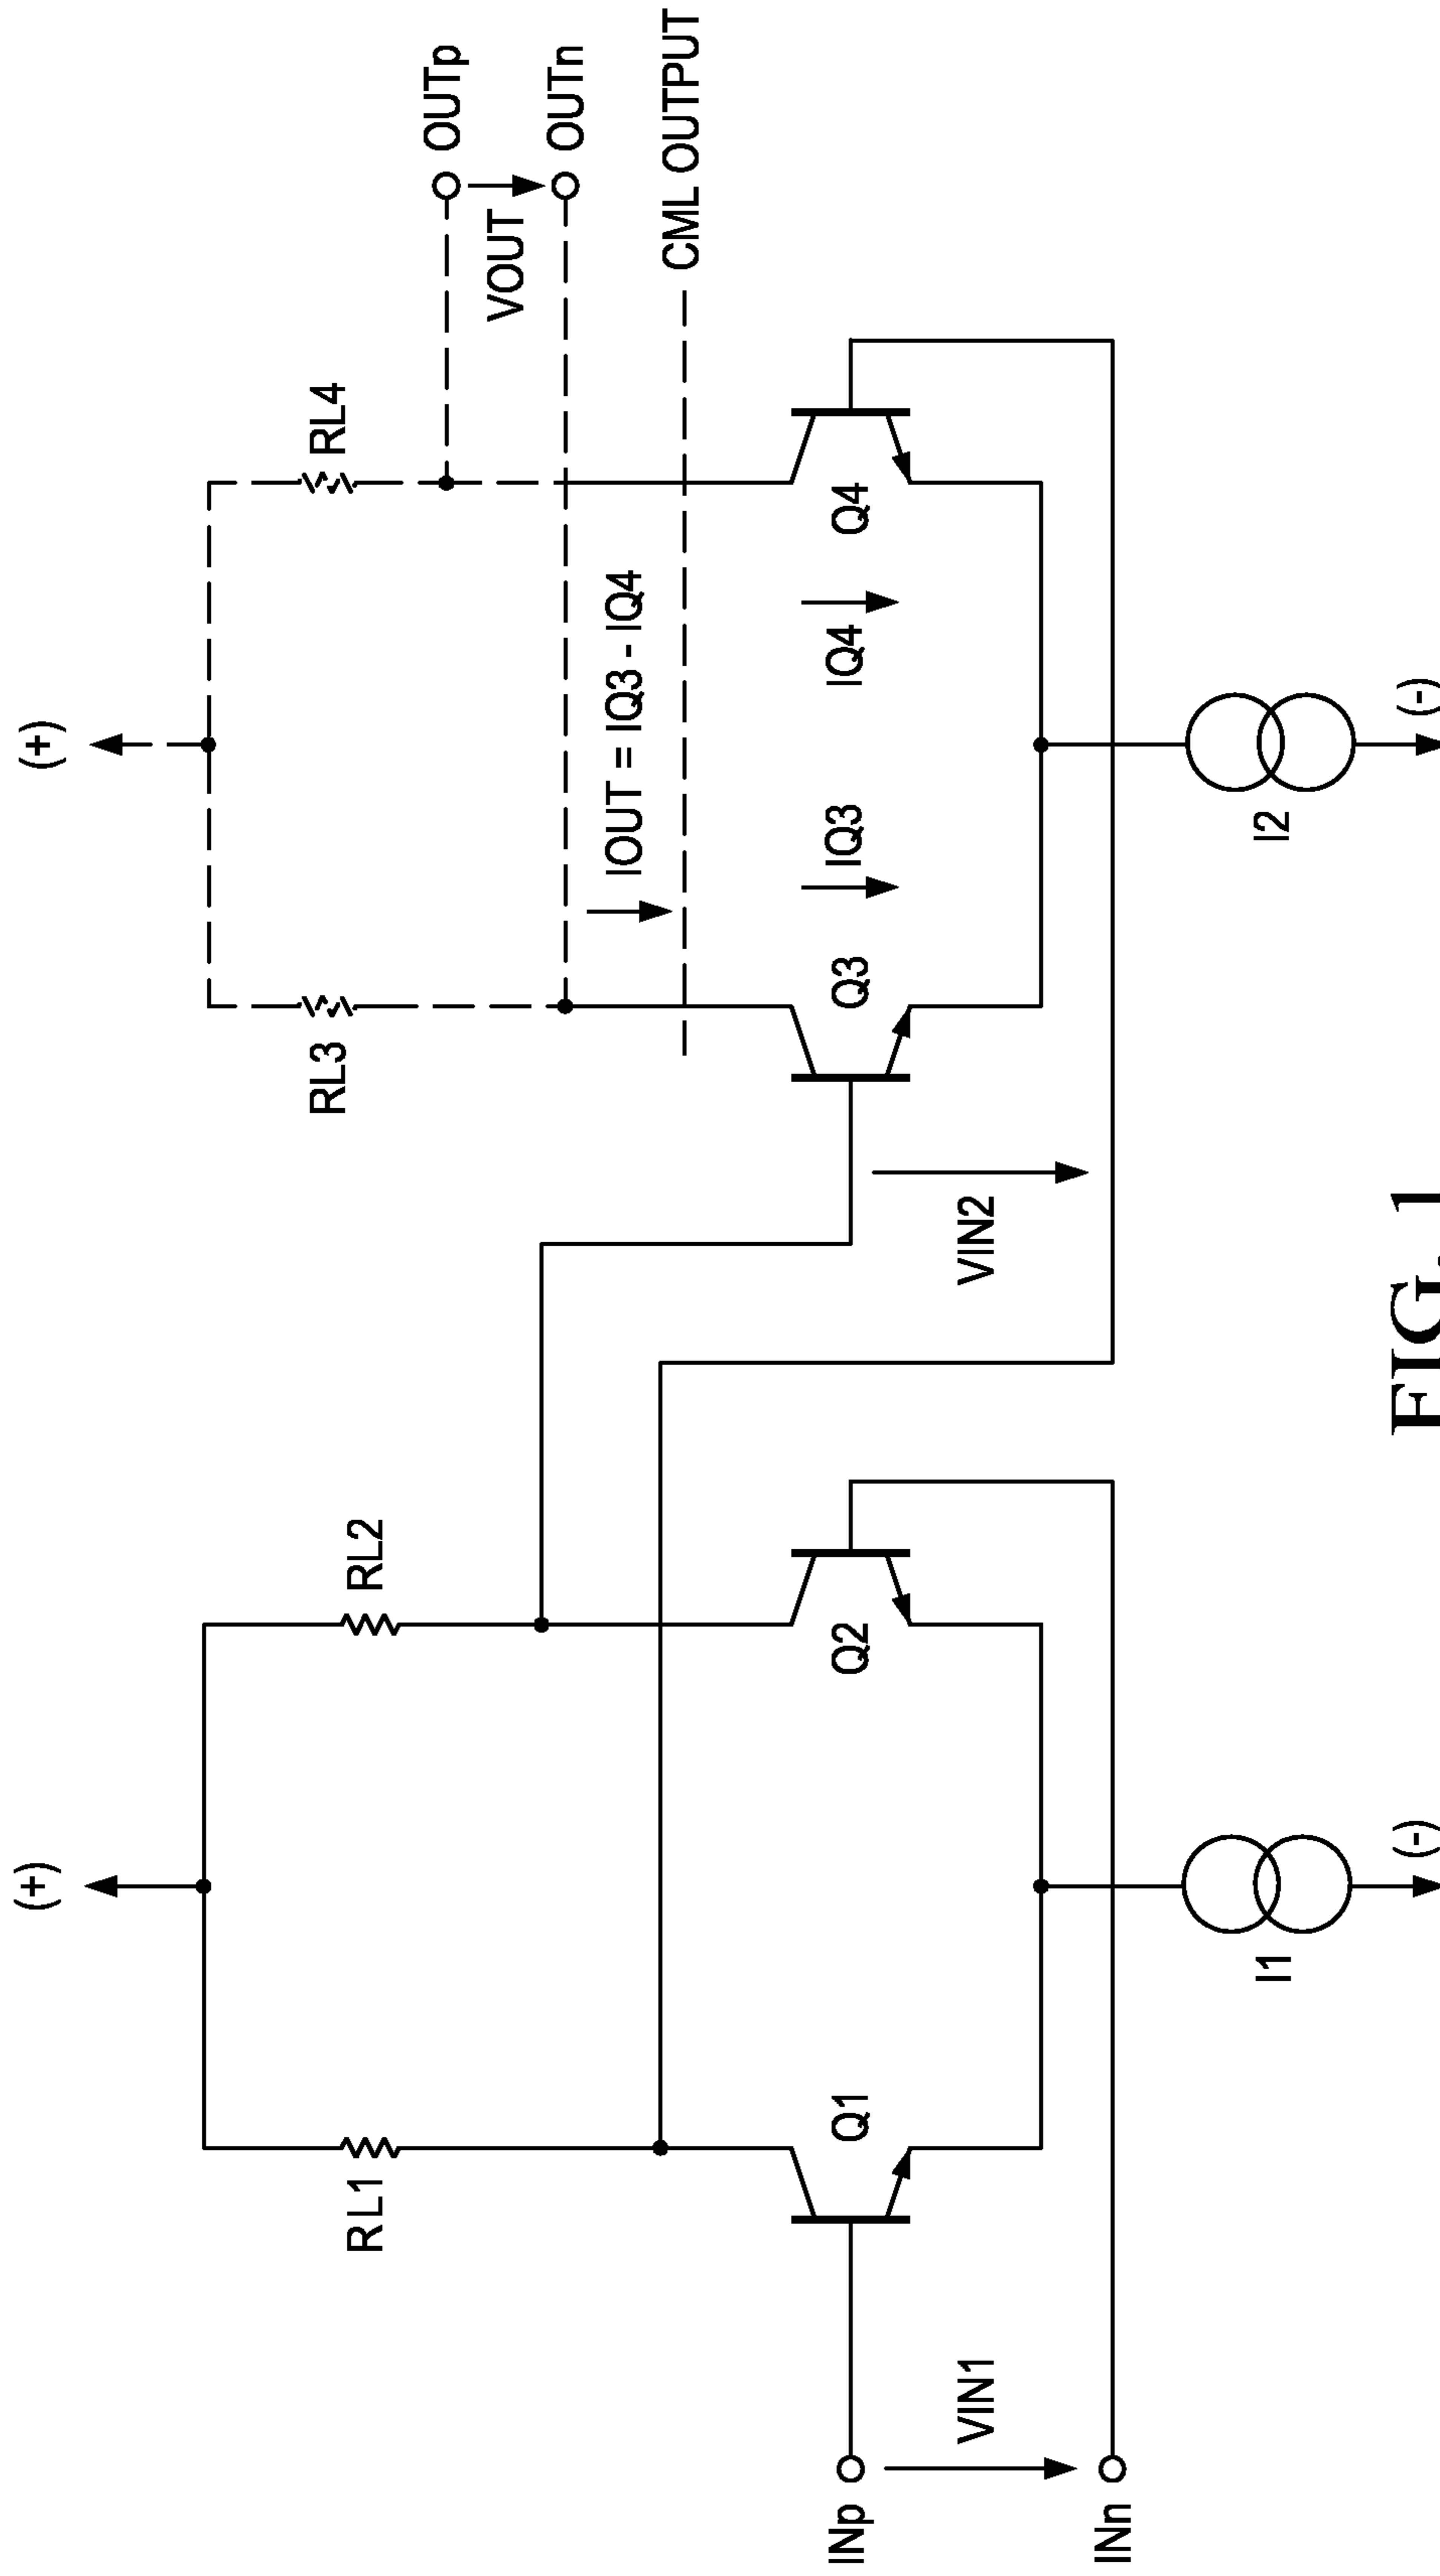 (+)
(+)
RL1
RL2
RL3
RL4
OUTp
VOUT
OUTn
IOUT = IQ3 - IQ4
CML OUTPUT
INp
Q1
Q2
Q3
IQ3
IQ4
Q4
VIN1
VIN2
INn
I1
I2
(-)
(-)
FIG. 1